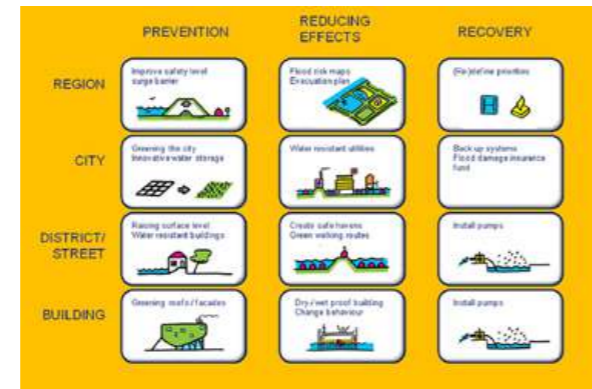 PREVENTION
REDUCING
EFFECTS
RECOVERY
REGION
Improve safety level
surge barrier
Flood risk maps
Evacuation plan
(Re-)define priorities
CITY
Greening the city
Innovative water storage
Water resistant utilities
Back up systems
Flood damage insurance
fund
DISTRICT/
STREET
Raising surface level
Water resistant buildings
Create safe havens
Green walking routes
Install pumps
BUILDING
Greening roofs / facades
Dry / wet proof building
Change behaviour
Install pumps